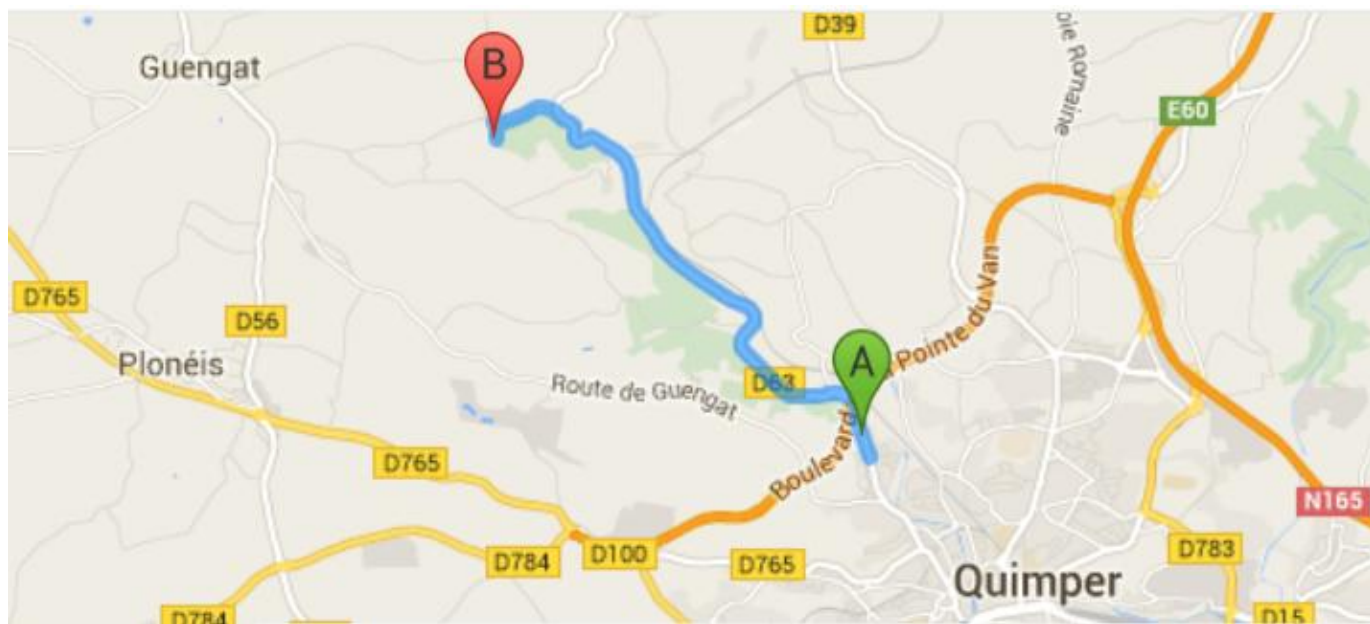 D39
oie Romaine
Guengat
B
E60
D765
D56
Pointe du Van
Plonéis
A
D63
Route de Guengat
Boulevard
D765
N165
D784
D100
D765
D783
Quimper
D784
D15